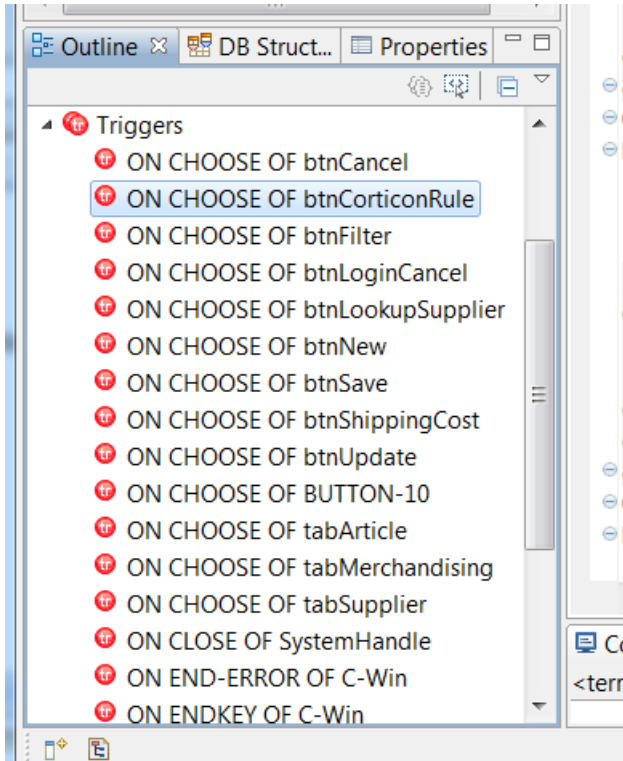 Outline DB Struct... Properties
Triggers
ON CHOOSE OF btnCancel
ON CHOOSE OF btnCorticonRule
ON CHOOSE OF btnFilter
ON CHOOSE OF btnLoginCancel
ON CHOOSE OF btnLookupSupplier
ON CHOOSE OF btnNew
ON CHOOSE OF btnSave
ON CHOOSE OF btnShippingCost
ON CHOOSE OF btnUpdate
ON CHOOSE OF BUTTON-10
ON CHOOSE OF tabArticle
ON CHOOSE OF tabMerchandising
ON CHOOSE OF tabSupplier
ON CLOSE OF SystemHandle
ON END-ERROR OF C-Win
ON ENDKEY OF C-Win